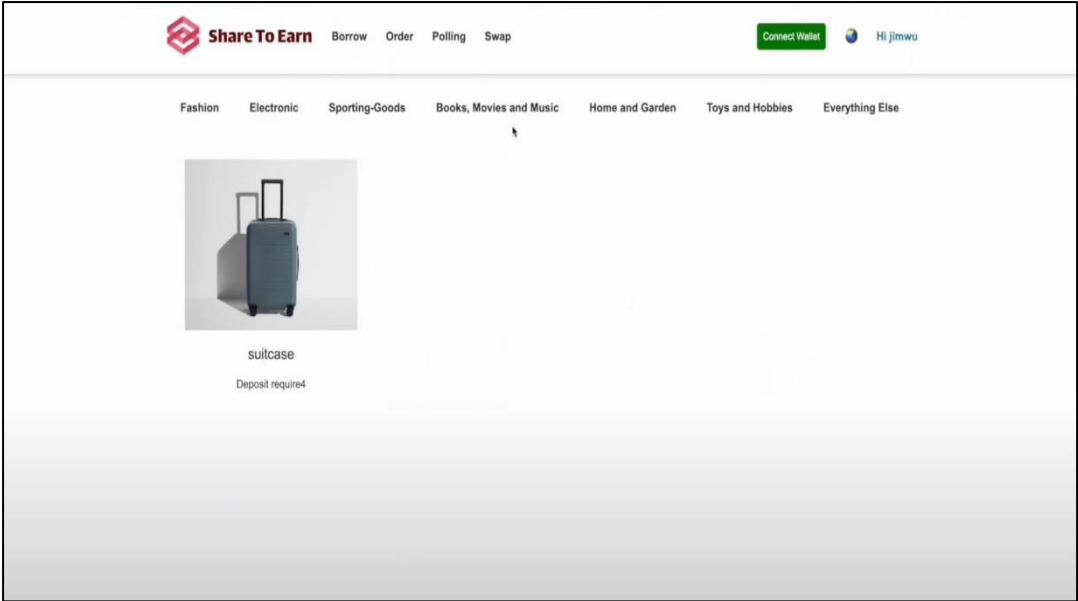 Share To Earn Borrow Order Polling Swap Connect Wallet Hi jimwu
Fashion Electronic Sporting-Goods Books, Movies and Music Home and Garden Toys and Hobbies Everything Else
suitcase
Deposit require4